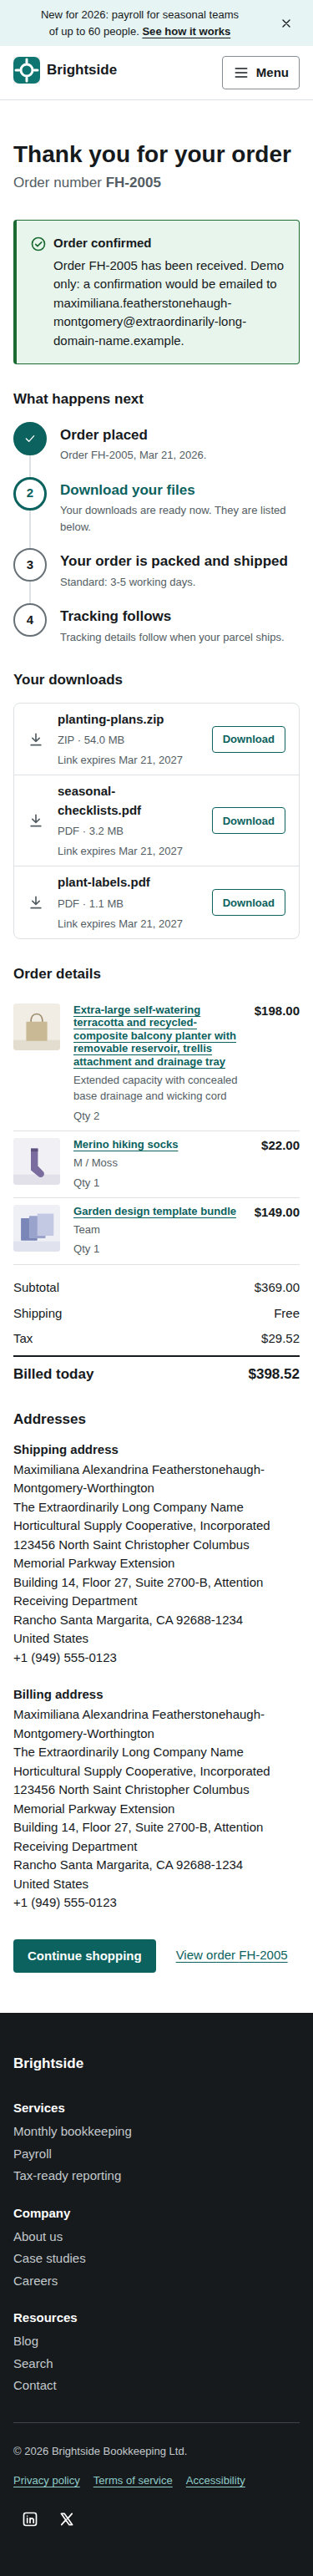 New for 2026: payroll for seasonal teams
of up to 60 people. See how it works
Brightside
Menu
Thank you for your order
Order number FH-2005
Order confirmed
Order FH-2005 has been received. Demo
only: a confirmation would be emailed to
maximiliana.featherstonehaugh-
montgomery@extraordinarily-long-
domain-name.example.
What happens next
Order placed
Order FH-2005, Mar 21, 2026.
2
Download your files
Your downloads are ready now. They are listed
below.
3
Your order is packed and shipped
Standard: 3-5 working days.
4
Tracking follows
Tracking details follow when your parcel ships.
Your downloads
planting-plans.zip
ZIP · 54.0 MB
Link expires Mar 21, 2027
Download
seasonal-
checklists.pdf
PDF · 3.2 MB
Link expires Mar 21, 2027
Download
plant-labels.pdf
PDF · 1.1 MB
Link expires Mar 21, 2027
Download
Order details
Extra-large self-watering
terracotta and recycled-
composite balcony planter with
removable reservoir, trellis
attachment and drainage tray
Extended capacity with concealed
base drainage and wicking cord
Qty 2
$198.00
Merino hiking socks
M / Moss
Qty 1
$22.00
Garden design template bundle
Team
Qty 1
$149.00
Subtotal $369.00
Shipping Free
Tax $29.52
Billed today $398.52
Addresses
Shipping address
Maximiliana Alexandrina Featherstonehaugh-
Montgomery-Worthington
The Extraordinarily Long Company Name
Horticultural Supply Cooperative, Incorporated
123456 North Saint Christopher Columbus
Memorial Parkway Extension
Building 14, Floor 27, Suite 2700-B, Attention
Receiving Department
Rancho Santa Margarita, CA 92688-1234
United States
+1 (949) 555-0123
Billing address
Maximiliana Alexandrina Featherstonehaugh-
Montgomery-Worthington
The Extraordinarily Long Company Name
Horticultural Supply Cooperative, Incorporated
123456 North Saint Christopher Columbus
Memorial Parkway Extension
Building 14, Floor 27, Suite 2700-B, Attention
Receiving Department
Rancho Santa Margarita, CA 92688-1234
United States
+1 (949) 555-0123
Continue shopping
View order FH-2005
Brightside
Services
Monthly bookkeeping
Payroll
Tax-ready reporting
Company
About us
Case studies
Careers
Resources
Blog
Search
Contact
© 2026 Brightside Bookkeeping Ltd.
Privacy policy Terms of service Accessibility